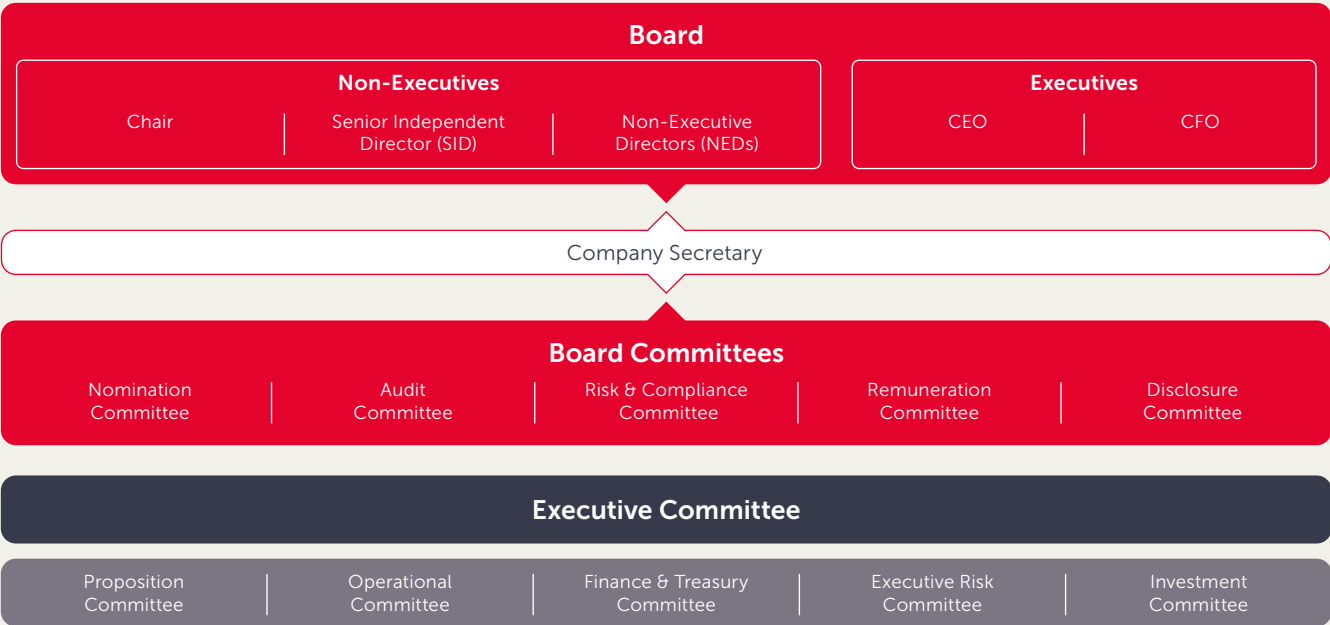 Board
Non-Executives
Executives
Chair
Senior Independent
Director (SID)
Non-Executive
Directors (NEDs)
CEO
CFO
Company Secretary
Board Committees
Nomination
Committee
Audit
Committee
Risk & Compliance
Committee
Remuneration
Committee
Disclosure
Committee
Executive Committee
Proposition
Committee
Operational
Committee
Finance & Treasury
Committee
Executive Risk
Committee
Investment
Committee